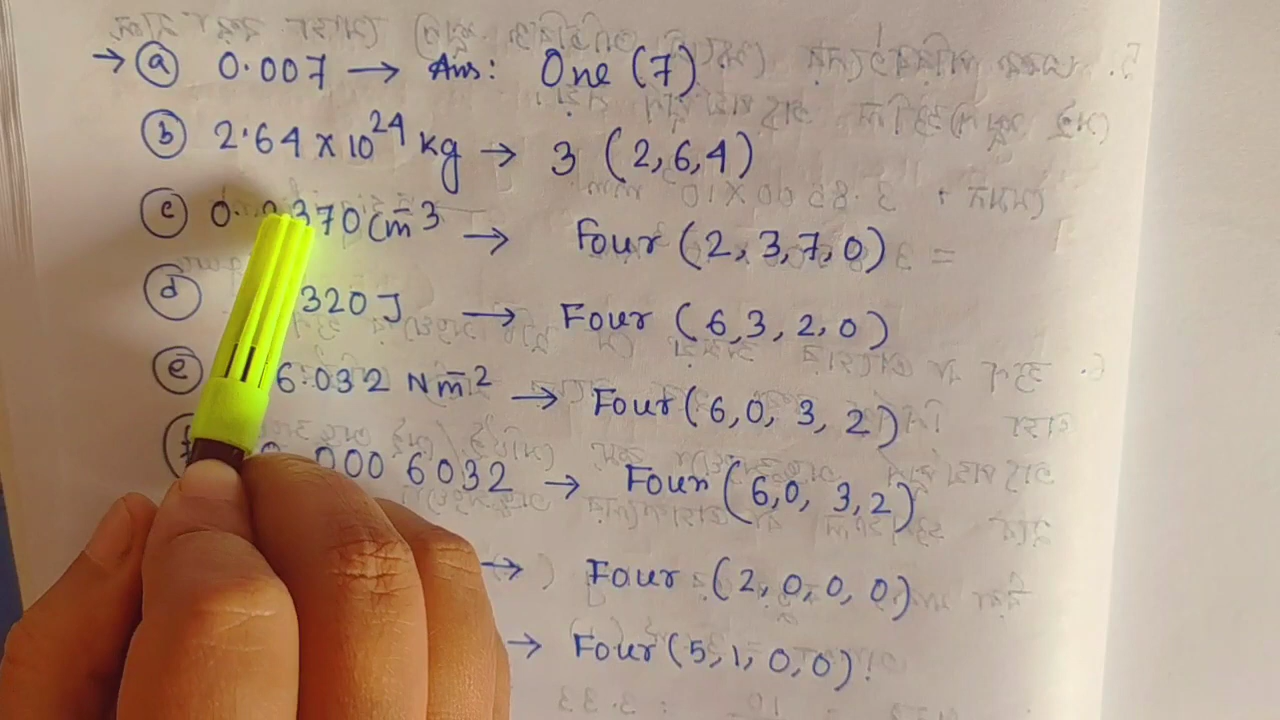 → (a) 0.007 → Ans: One (7)
(b) 2.64 x 10²⁴ kg → 3 (2,6,4)
(c) 0. 370 Cm̄³ → Four (2, 3, 7, 0)
(d) 320 J → Four (6,3, 2, 0)
(e) 6.032 N m̄² → Four (6, 0, 3, 2)
000 6032 → Four (6,0, 3,2)
→ Four (2, 0, 0, 0)
→ Four (5, 1, 0, 0)